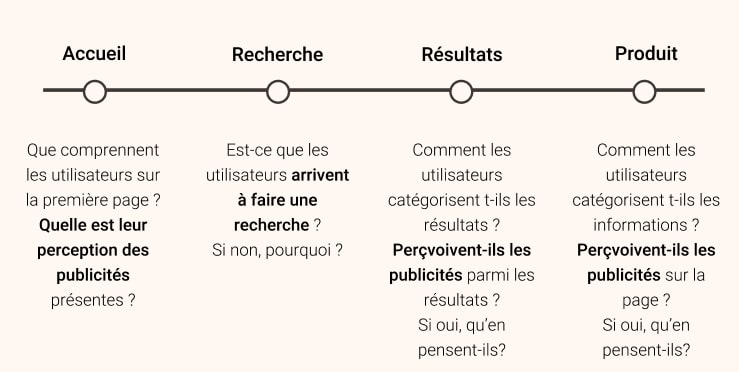 Accueil
Que comprennent
les utilisateurs sur
la première page ?
Quelle est leur
perception des
publicités
présentes ?
Recherche
Est-ce que les
utilisateurs arrivent
à faire une
recherche ?
Si non, pourquoi ?
Résultats
Comment les
utilisateurs
catégorisent t-ils les
résultats ?
Perçvoivent-ils les
publicités parmi les
résultats ?
Si oui, qu’en
pensent-ils?
Produit
Comment les
utilisateurs
catégorisent t-ils les
informations ?
Perçvoivent-ils les
publicités sur la
page ?
Si oui, qu’en
pensent-ils?